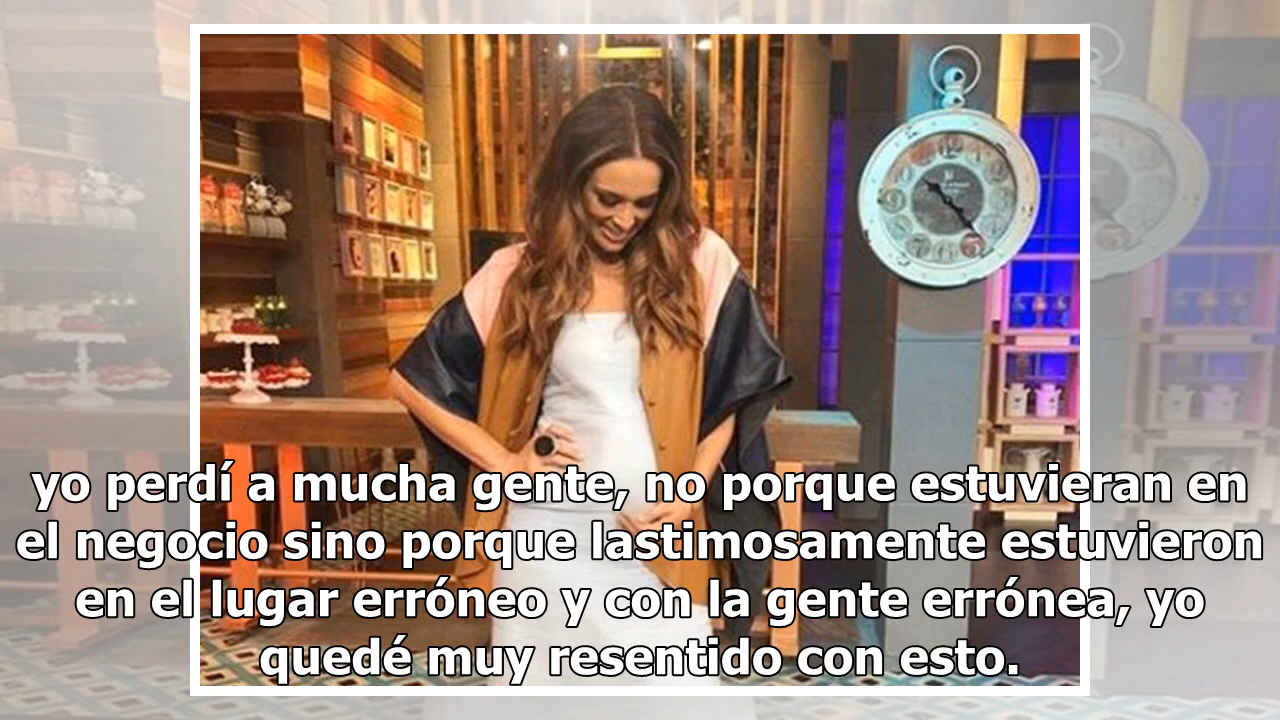 yo perdí a mucha gente, no porque estuvieran en
el negocio sino porque lastimosamente estuvieron
en el lugar erróneo y con la gente errónea, yo
quedé muy resentido con esto.